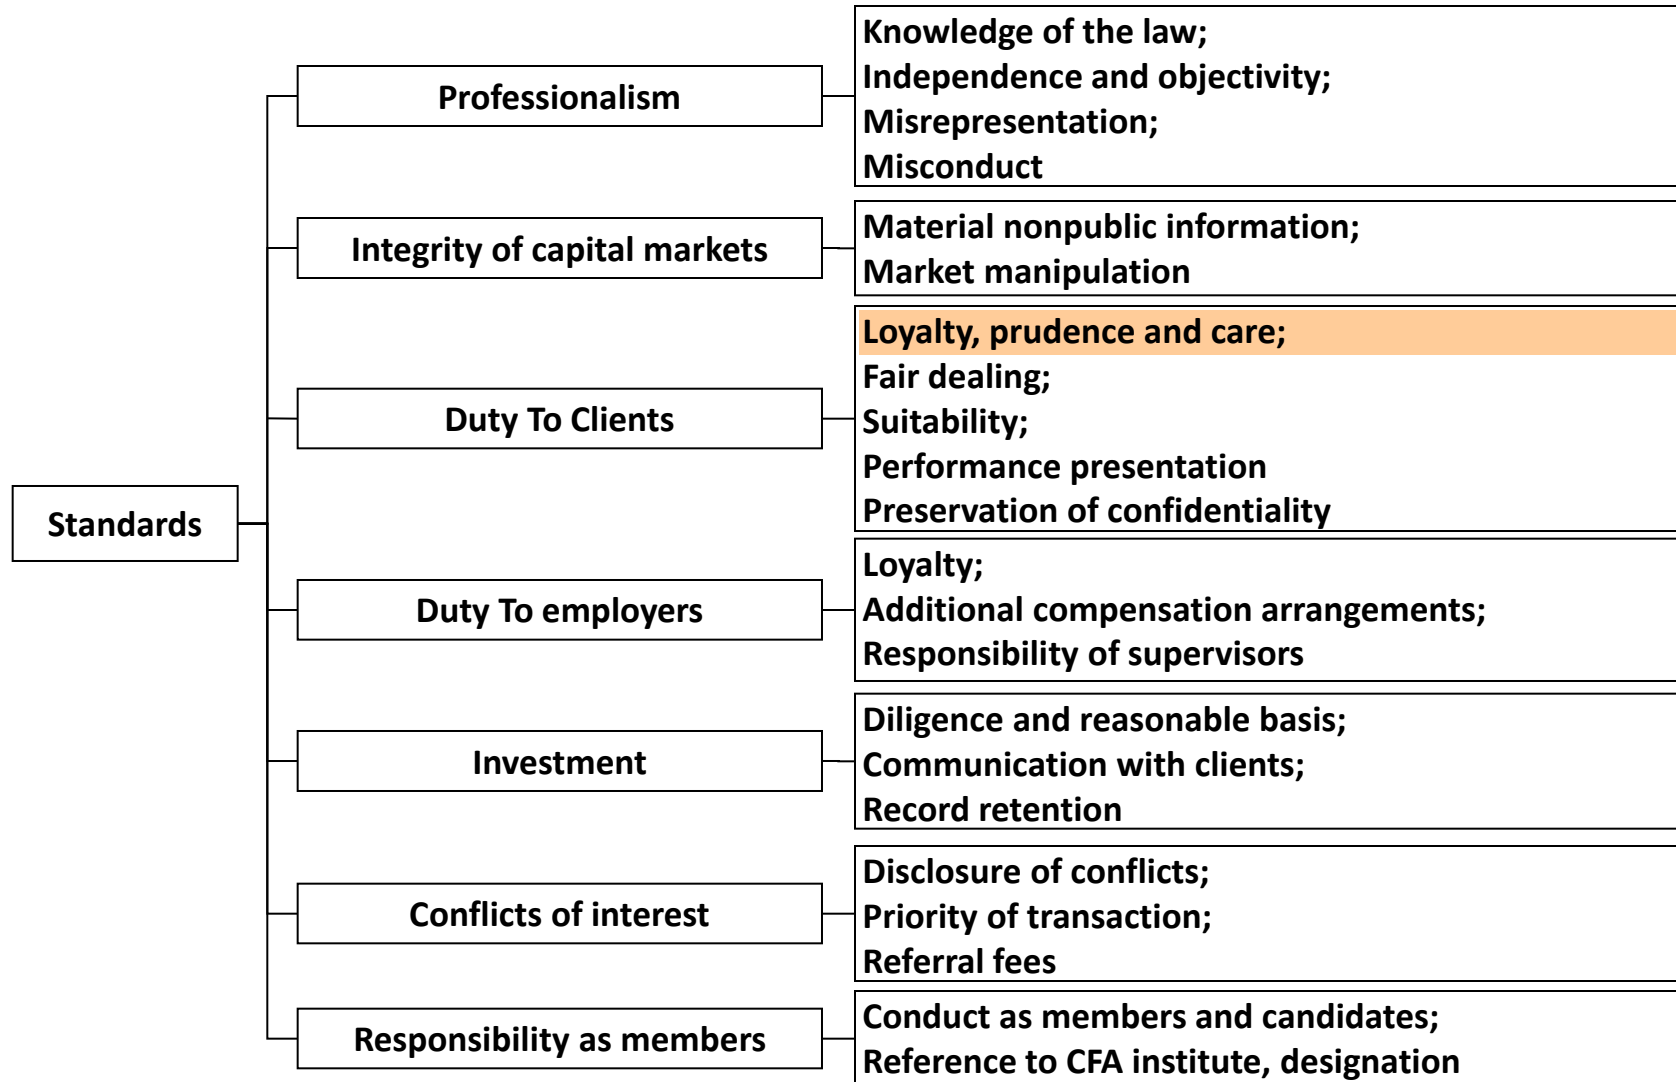 Standards
Professionalism
Knowledge of the law;
Independence and objectivity;
Misrepresentation;
Misconduct
Integrity of capital markets
Material nonpublic information;
Market manipulation
Duty To Clients
Loyalty, prudence and care;
Fair dealing;
Suitability;
Performance presentation
Preservation of confidentiality
Duty To employers
Loyalty;
Additional compensation arrangements;
Responsibility of supervisors
Investment
Diligence and reasonable basis;
Communication with clients;
Record retention
Conflicts of interest
Disclosure of conflicts;
Priority of transaction;
Referral fees
Responsibility as members
Conduct as members and candidates;
Reference to CFA institute, designation